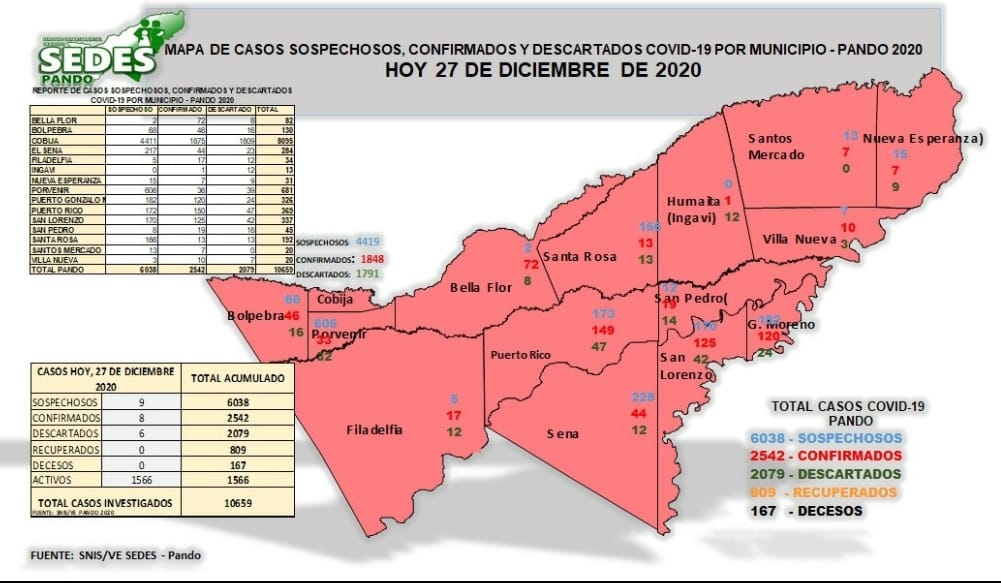 SEDES
PANDO
MAPA DE CASOS SOSPECHOSOS, CONFIRMADOS Y DESCARTADOS COVID-19 POR MUNICIPIO - PANDO 2020
HOY 27 DE DICIEMBRE DE 2020
REPORTE DE CASOS SOSPECHOSOS, CONFIRMADOS Y DESCARTADOS
COVID-19 POR MUNICIPIO - PANDO 2020
SOSPECHOSO CONFIRMADO DESCARTADO TOTAL
BELLA FLOR 2 72 8 82
BOLPEBRA 68 46 16 130
COBIJA 4411 1875 1809 8095
EL SENA 217 44 23 284
FILADELFIA 5 17 12 34
INGAVI 0 1 12 13
NUEVA ESPERANZA 15 7 9 31
PORVENIR 606 36 39 681
PUERTO GONZALO M 182 120 24 326
PUERTO RICO 172 150 47 369
SAN LORENZO 170 125 42 337
SAN PEDRO 8 19 18 45
SANTA ROSA 166 13 13 192
SANTOS MERCADO 13 7 0 20
VILLA NUEVA 3 10 7 20
TOTAL PANDO 6038 2542 2079 10659
SOSPECHOSOS: 4419
CONFIRMADOS: 1848
DESCARTADOS: 1791
Santos Mercado
13
7
0
Nueva Esperanza)
15
7
9
Humaita (Ingavi)
0
1
12
Villa Nueva
7
10
3
Santa Rosa
166
13
13
Bella Flor
2
72
8
Cobija
Bolpebra
68
46
16
Porvenir
606
33
32
San Pedro(
12
19
14
G. Moreno
182
120
24
Puerto Rico
173
149
47
San Lorenzo
170
125
42
Filadelfia
5
17
12
Sena
228
44
12
CASOS HOY, 27 DE DICIEMBRE 2020 TOTAL ACUMULADO
SOSPECHOSOS 9 6038
CONFIRMADOS 8 2542
DESCARTADOS 6 2079
RECUPERADOS 0 809
DECESOS 0 167
ACTIVOS 1566 1566
TOTAL CASOS INVESTIGADOS 10659
FUENTE: SNIS/VE PANDO 2020
TOTAL CASOS COVID-19
PANDO
6038 - SOSPECHOSOS
2542 - CONFIRMADOS
2079 - DESCARTADOS
809 - RECUPERADOS
167 - DECESOS
FUENTE: SNIS/VE SEDES - Pando